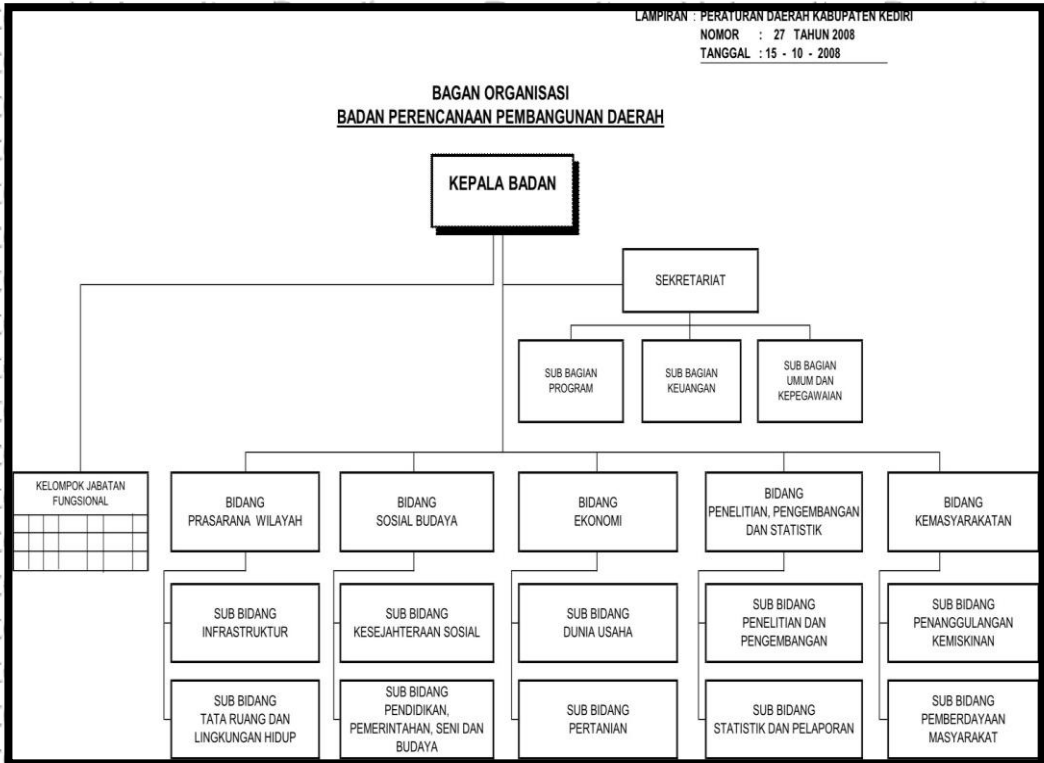 LAMPIRAN : PERATURAN DAERAH KABUPATEN KEDIRI
NOMOR : 27 TAHUN 2008
TANGGAL : 15 - 10 - 2008
BAGAN ORGANISASI
BADAN PERENCANAAN PEMBANGUNAN DAERAH
KEPALA BADAN
SEKRETARIAT
SUB BAGIAN
PROGRAM
SUB BAGIAN
KEUANGAN
SUB BAGIAN
UMUM DAN
KEPEGAWAIAN
KELOMPOK JABATAN
FUNGSIONAL
BIDANG
PRASARANA WILAYAH
BIDANG
SOSIAL BUDAYA
BIDANG
EKONOMI
BIDANG
PENELITIAN, PENGEMBANGAN
DAN STATISTIK
BIDANG
KEMASYARAKATAN
SUB BIDANG
INFRASTRUKTUR
SUB BIDANG
KESEJAHTERAAN SOSIAL
SUB BIDANG
DUNIA USAHA
SUB BIDANG
PENELITIAN DAN
PENGEMBANGAN
SUB BIDANG
PENANGGULANGAN
KEMISKINAN
SUB BIDANG
TATA RUANG DAN
LINGKUNGAN HIDUP
SUB BIDANG
PENDIDIKAN,
PEMERINTAHAN, SENI DAN
BUDAYA
SUB BIDANG
PERTANIAN
SUB BIDANG
STATISTIK DAN PELAPORAN
SUB BIDANG
PEMBERDAYAAN
MASYARAKAT